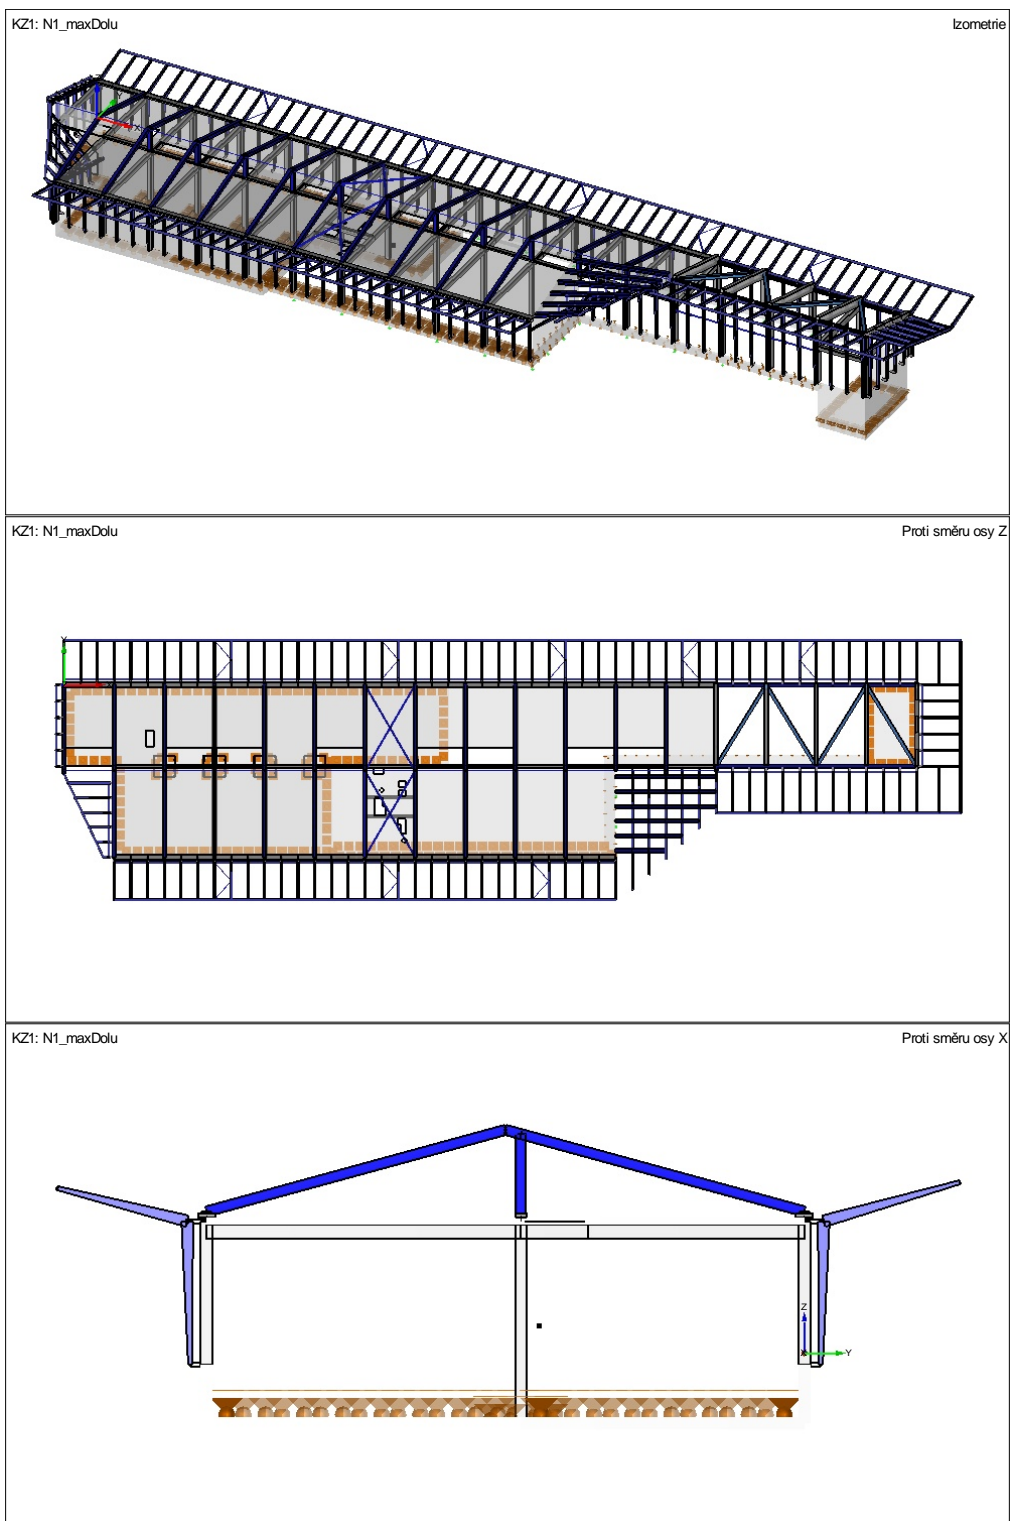 KZ1: N1_maxDolu
Izometrie
KZ1: N1_maxDolu
Proti směru osy Z
KZ1: N1_maxDolu
Proti směru osy X
Z
Y